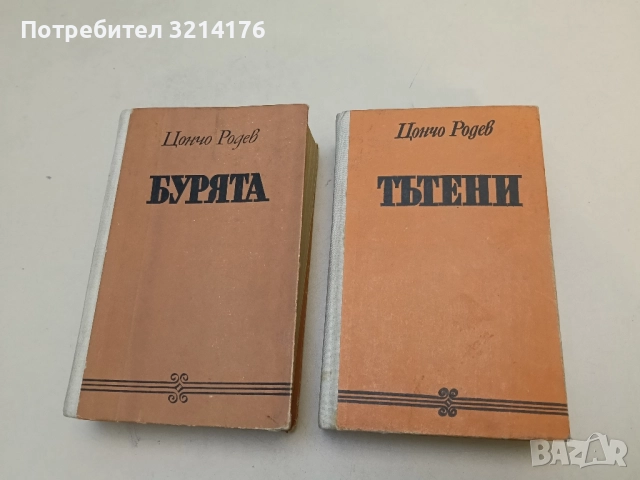 Потребител 3214176
Цончо Родев
БУРЯТА
Цончо Родев
ТЪТЕНИ
BAZAR